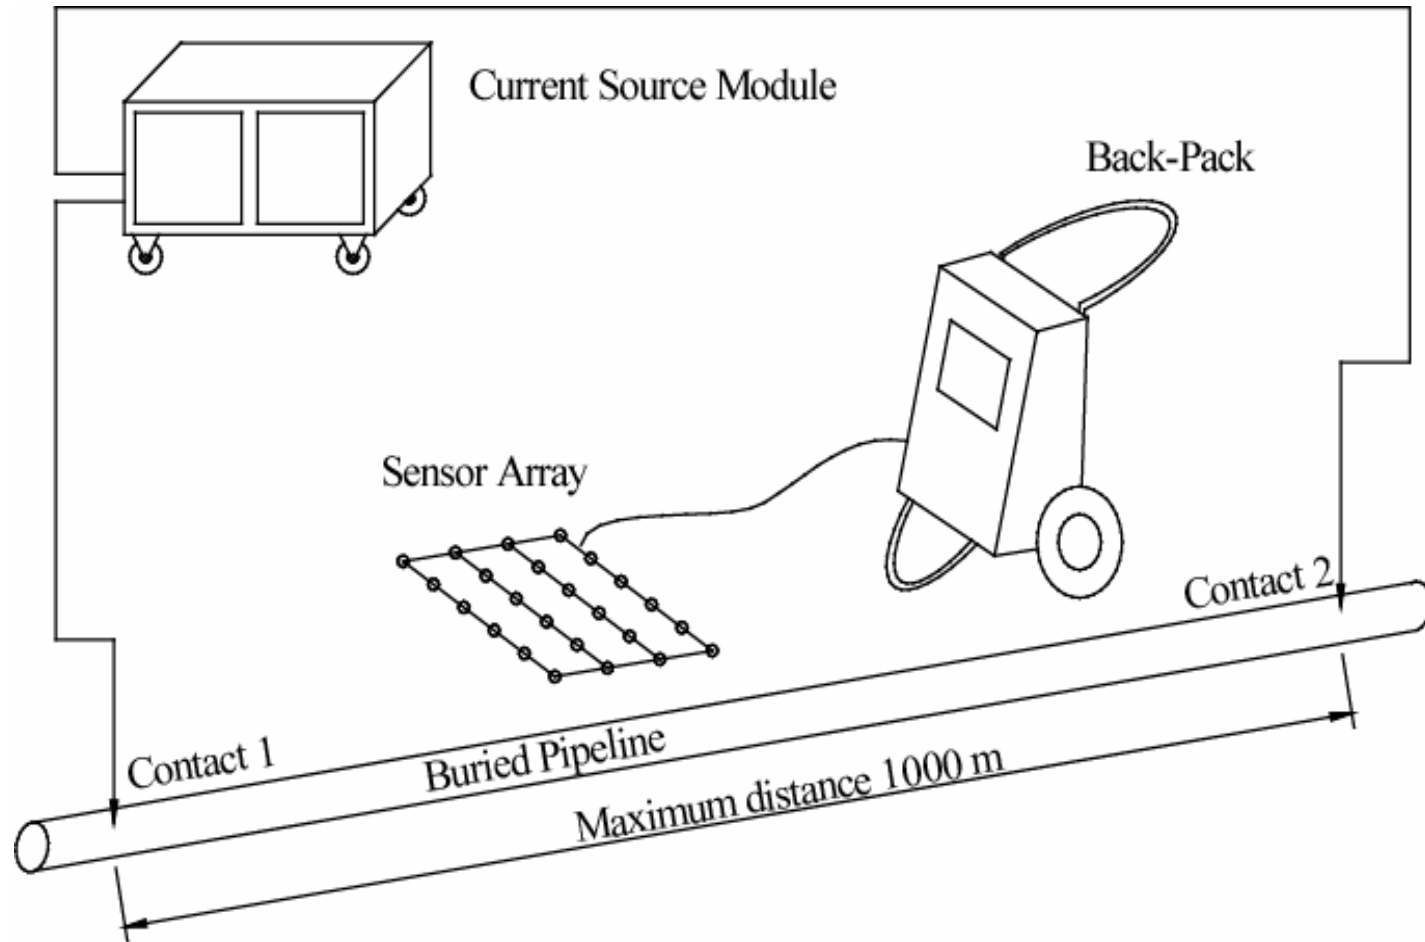 Current Source Module
Back-Pack
Sensor Array
Contact 2
Contact 1
Buried Pipeline
Maximum distance 1000 m